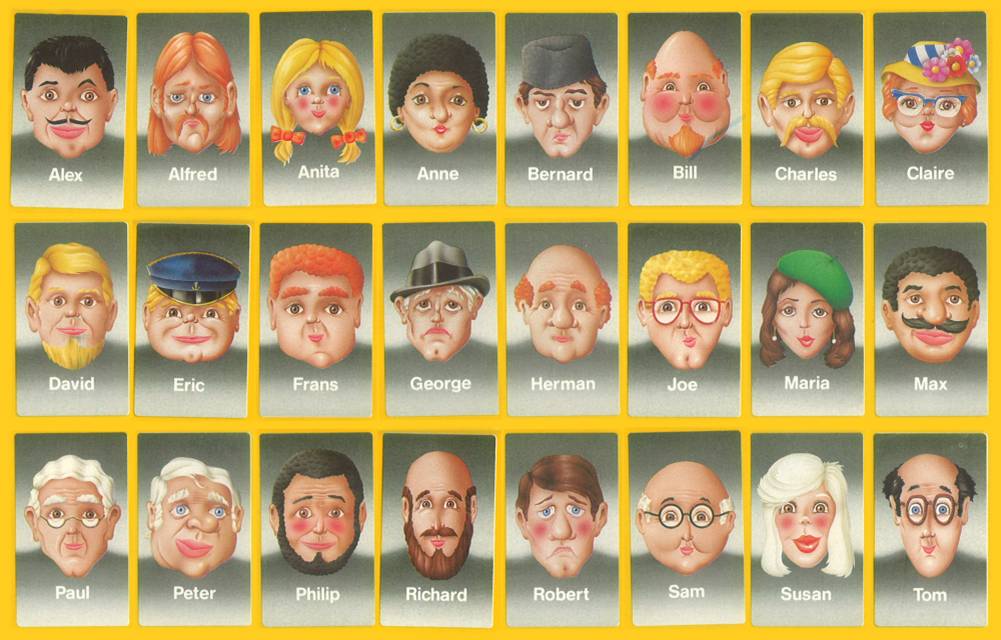 Alex
Alfred
Anita
Anne
Bernard
Bill
Charles
Claire
David
Eric
Frans
George
Herman
Joe
Maria
Max
Paul
Peter
Philip
Richard
Robert
Sam
Susan
Tom